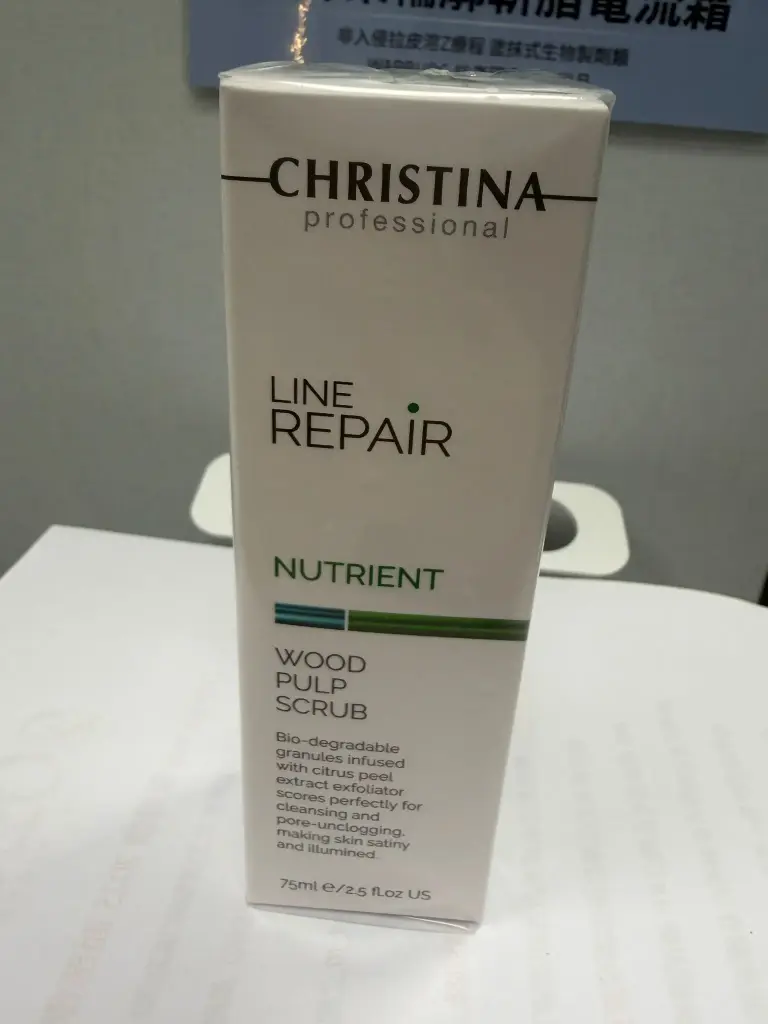 CHRISTINA
professional
LINE
REPAIR
NUTRIENT
WOOD
PULP
SCRUB
Bio-degradable
granules infused
with citrus peel
extract exfoliator
scores perfectly for
cleansing and
pore-unclogging,
making skin satiny
and illumined.
75ml e/2.5 fl.oz US